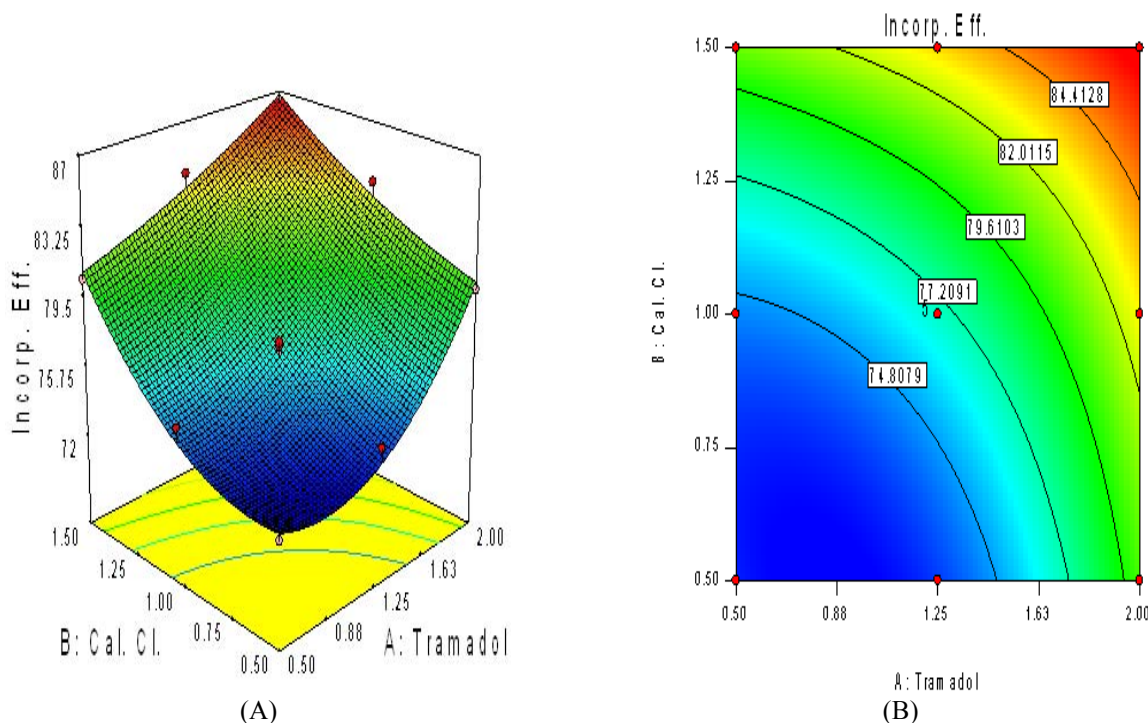 87
83.25
79.5
75.75
72
Incorp. Eff.
1.50
1.25
1.00
0.75
0.50
B: Cal. Cl.
2.00
1.63
1.25
0.88
0.50
A: Tramadol
(A)
Incorp. Eff.
1.50
1.25
1.00
0.75
0.50
B: Cal. Cl.
84.4128
82.0115
79.6103
77.2091
5
74.8079
0.50 0.88 1.25 1.63 2.00
A: Tramadol
(B)